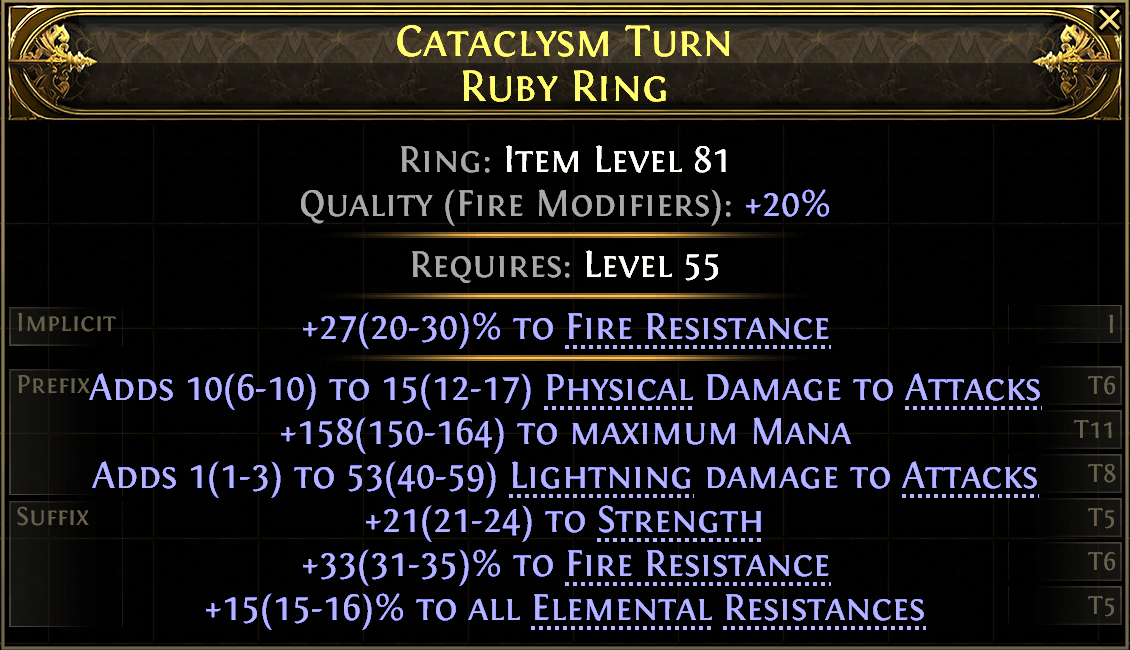 Cataclysm Turn
Ruby Ring
Ring: Item Level 81
Quality (Fire Modifiers): +20%
Requires: Level 55
Implicit +27(20-30)% to Fire Resistance 1
Prefix Adds 10(6-10) to 15(12-17) Physical Damage to Attacks T6
+158(150-164) to maximum Mana T11
Adds 1(1-3) to 53(40-59) Lightning damage to Attacks T8
Suffix +21(21-24) to Strength T5
+33(31-35)% to Fire Resistance T6
+15(15-16)% to all Elemental Resistances T5